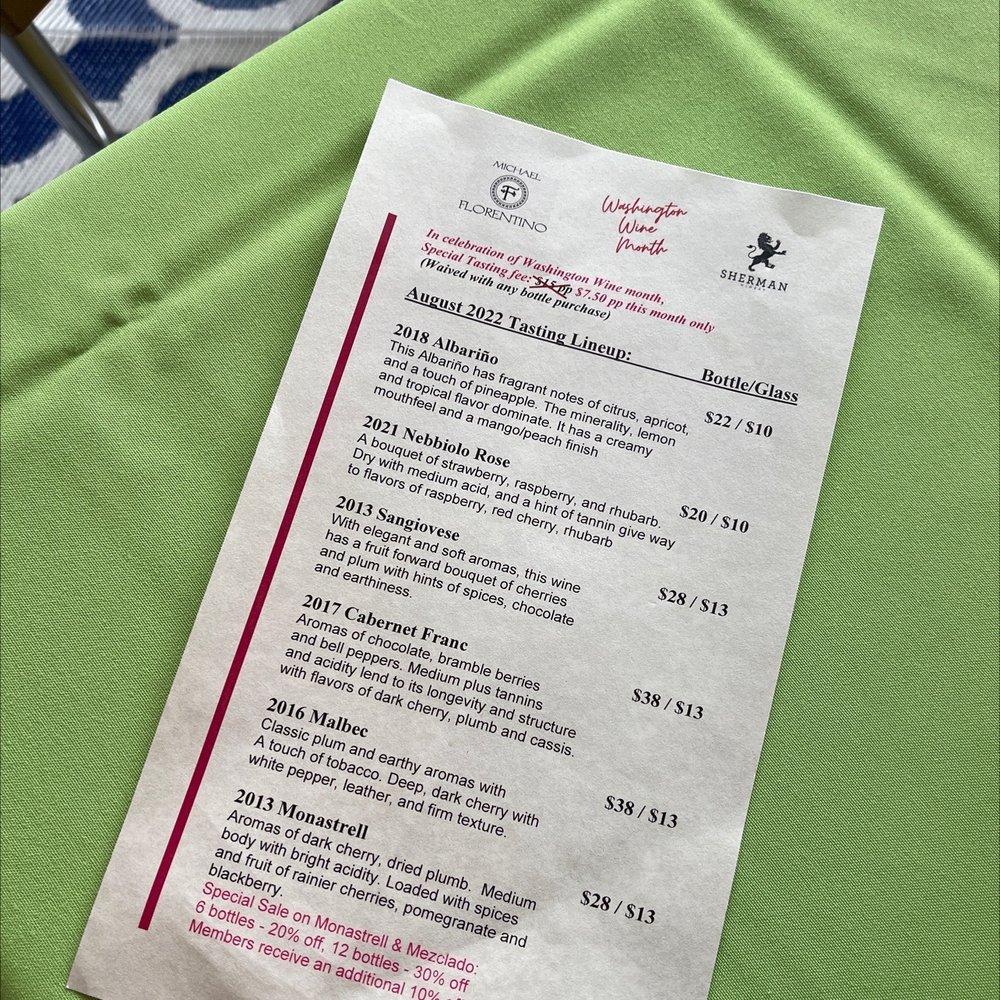 MICHAEL
F
FLORENTINO
Washington
Wine
Month
SHERMAN
In celebration of Washington Wine month,
Special Tasting fee: $15 pp $7.50 pp this month only
(Waived with any bottle purchase)
August 2022 Tasting Lineup:
Bottle/Glass
2018 Albariño
This Albariño has fragrant notes of citrus, apricot,
and a touch of pineapple. The minerality, lemon
and tropical flavor dominate. It has a creamy
mouthfeel and a mango/peach finish
$22 / $10
2021 Nebbiolo Rose
A bouquet of strawberry, raspberry, and rhubarb.
Dry with medium acid, and a hint of tannin give way
to flavors of raspberry, red cherry, rhubarb
$20 / $10
2013 Sangiovese
With elegant and soft aromas, this wine
has a fruit forward bouquet of cherries
and plum with hints of spices, chocolate
and earthiness.
$28 / $13
2017 Cabernet Franc
Aromas of chocolate, bramble berries
and bell peppers. Medium plus tannins
and acidity lend to its longevity and structure
with flavors of dark cherry, plumb and cassis.
$38 / $13
2016 Malbec
Classic plum and earthy aromas with
A touch of tobacco. Deep, dark cherry with
white pepper, leather, and firm texture.
$38 / $13
2013 Monastrell
Aromas of dark cherry, dried plumb. Medium
body with bright acidity. Loaded with spices
and fruit of rainier cherries, pomegranate and
blackberry.
$28 / $13
Special Sale on Monastrell & Mezclado:
6 bottles - 20% off, 12 bottles - 30% off
Members receive an additional 10%